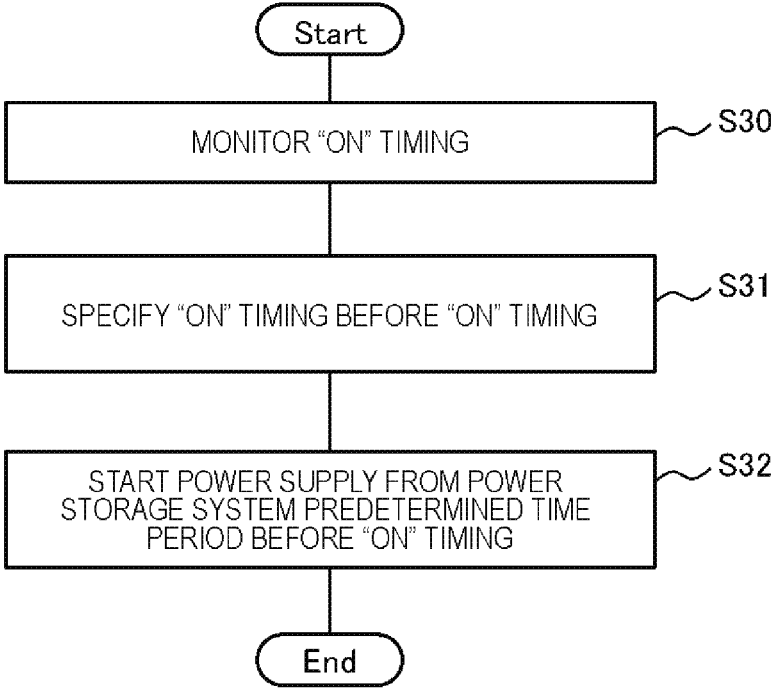 Start
MONITOR “ON” TIMING
S30
SPECIFY “ON” TIMING BEFORE “ON” TIMING
S31
START POWER SUPPLY FROM POWER
STORAGE SYSTEM PREDETERMINED TIME
PERIOD BEFORE “ON” TIMING
S32
End